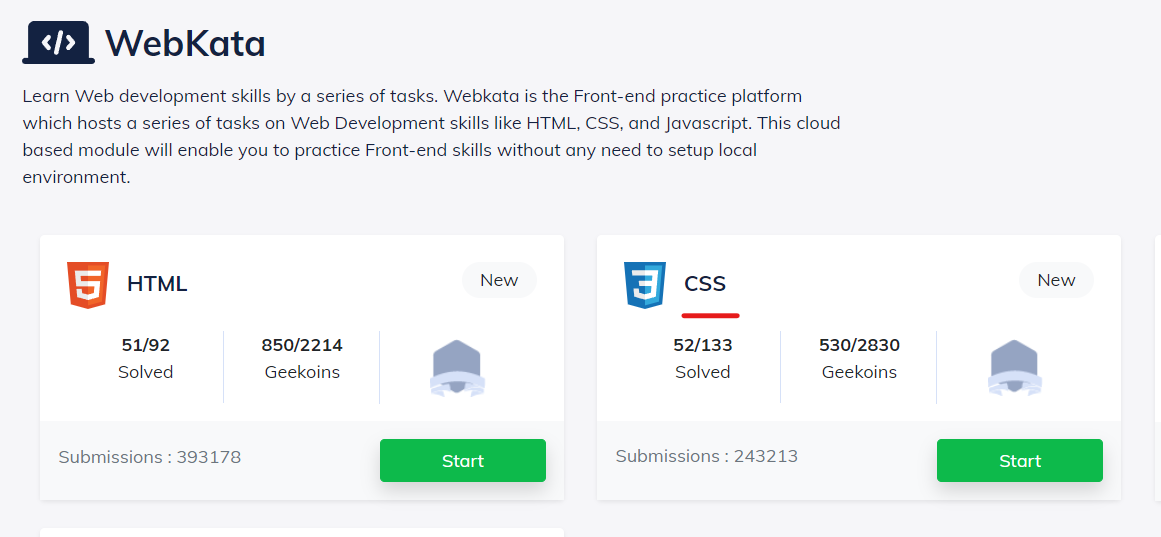 WebKata
Learn Web development skills by a series of tasks. Webkata is the Front-end practice platform
which hosts a series of tasks on Web Development skills like HTML, CSS, and Javascript. This cloud
based module will enable you to practice Front-end skills without any need to setup local
environment.
HTML
New
51/92
Solved
850/2214
Geekoins
Submissions : 393178
Start
CSS
New
52/133
Solved
530/2830
Geekoins
Submissions : 243213
Start